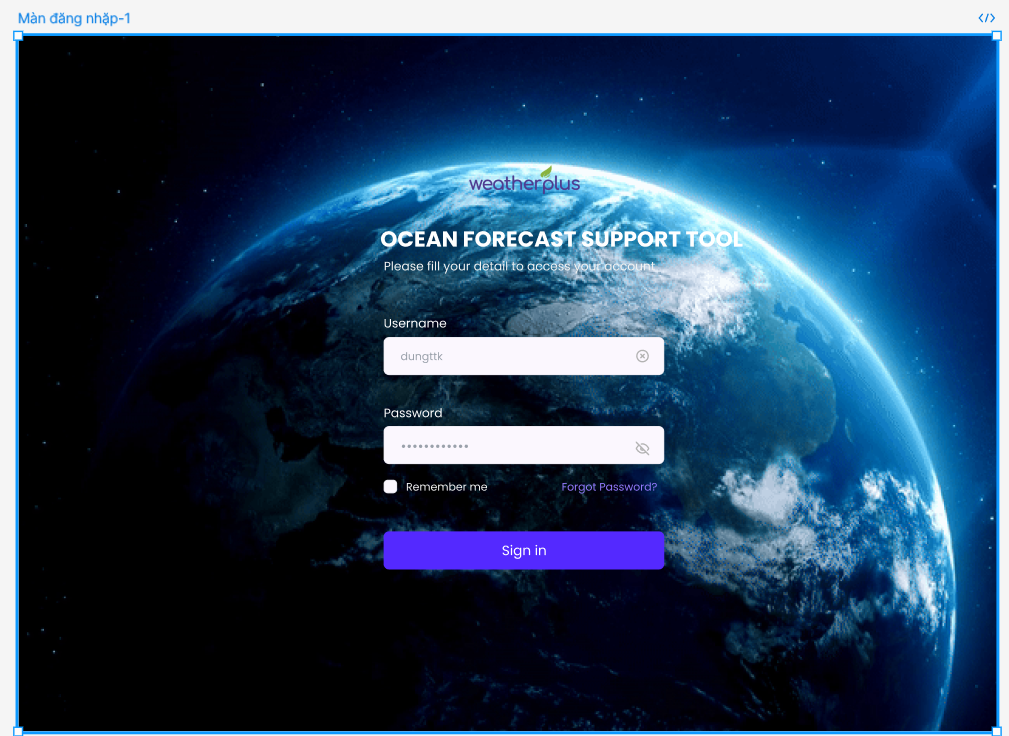 Màn đăng nhập-1
</>
weatherplus
OCEAN FORECAST SUPPORT TOOL
Please fill your detail to access your account
Username
dungttk
Password
Remember me
Forgot Password?
Sign in